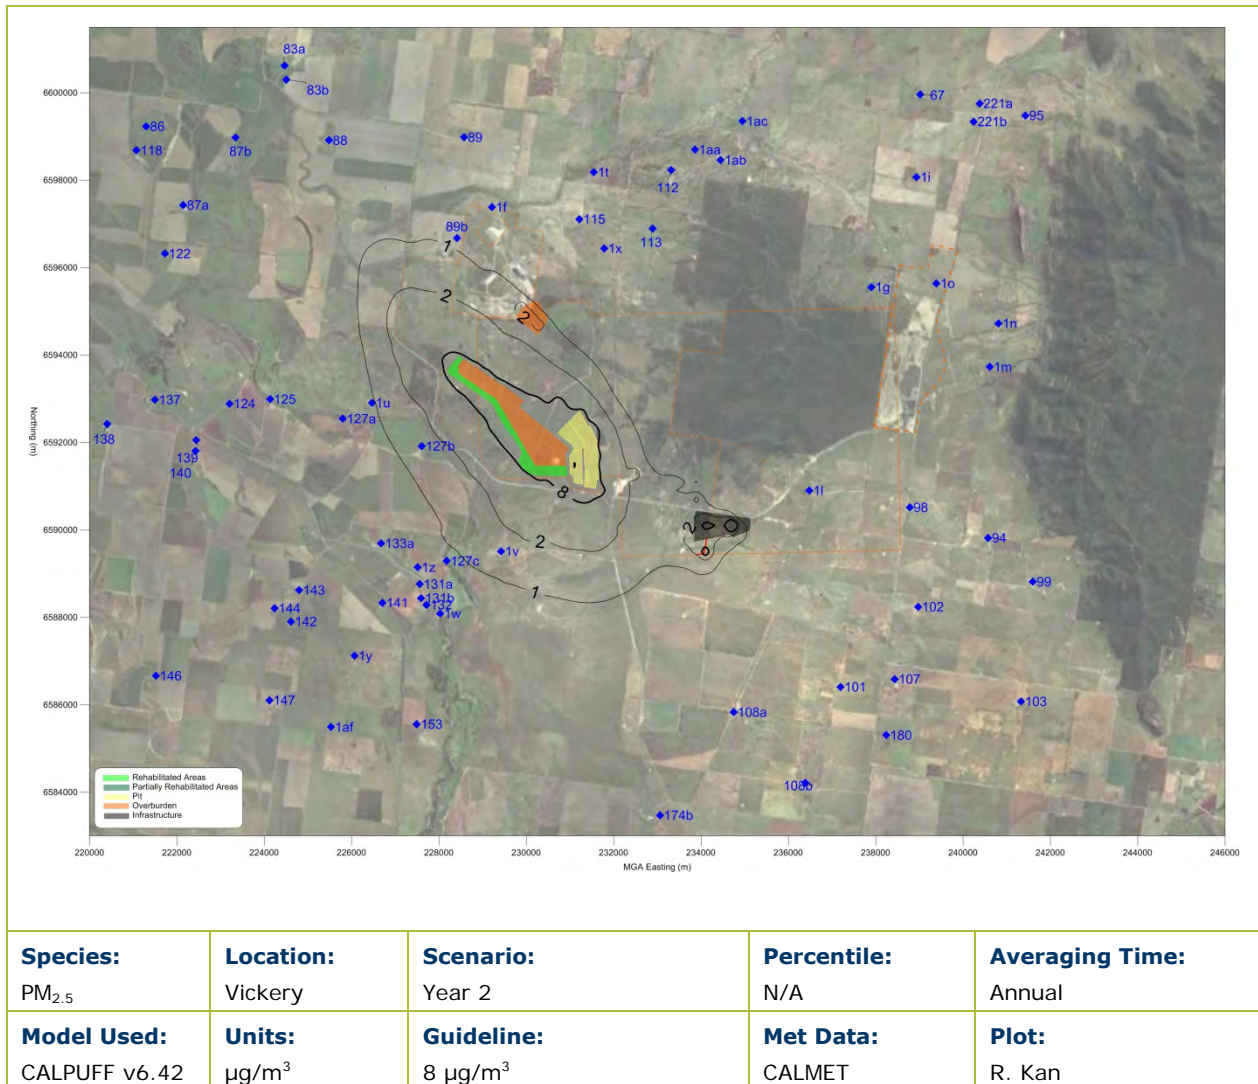 83a
83b
6600000
67
221a
221b
95
86
118
87b
88
89
1ac
1aa
1ab
6598000
1t
112
1i
87a
1f
115
89b
113
1x
122
1
6596000
1g
1o
2
2
1n
6594000
1m
137
124
125
1u
127a
138
6592000
139
127b
140
8
1l
98
2
6590000
133a
2
94
1v
127c
1z
131a
99
143
1
131b
6588000
144
141
132
102
1w
142
1y
146
107
101
147
103
108a
1af
153
180
6584000
108b
174b
6586000
Northing (m)
Rehabilitated Areas
Partially Rehabilitated Areas
Pit
Overburden
Infrastructure
220000 222000 224000 226000 228000 230000 232000 234000 236000 238000 240000 242000 244000 246000
MGA Easting (m)
Species: Location: Scenario: Percentile: Averaging Time:
PM2.5 Vickery Year 2 N/A Annual
Model Used: Units: Guideline: Met Data: Plot:
CALPUFF v6.42 µg/m³ 8 µg/m³ CALMET R. Kan